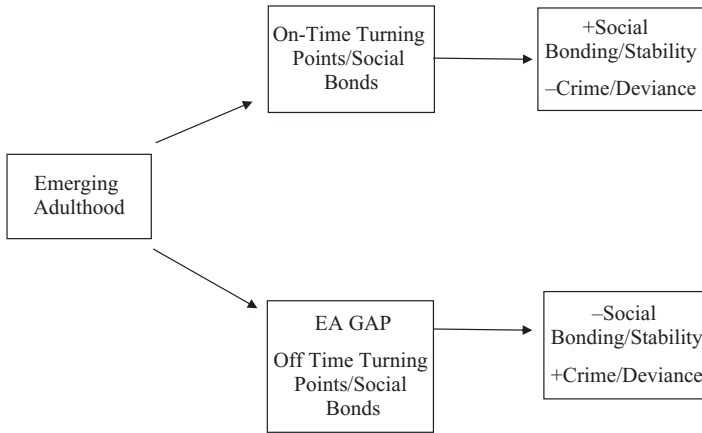 On-Time Turning
Points/Social
Bonds
+Social
Bonding/Stability
–Crime/Deviance
Emerging
Adulthood
EA GAP
Off Time Turning
Points/Social
Bonds
–Social
Bonding/Stability
+Crime/Deviance